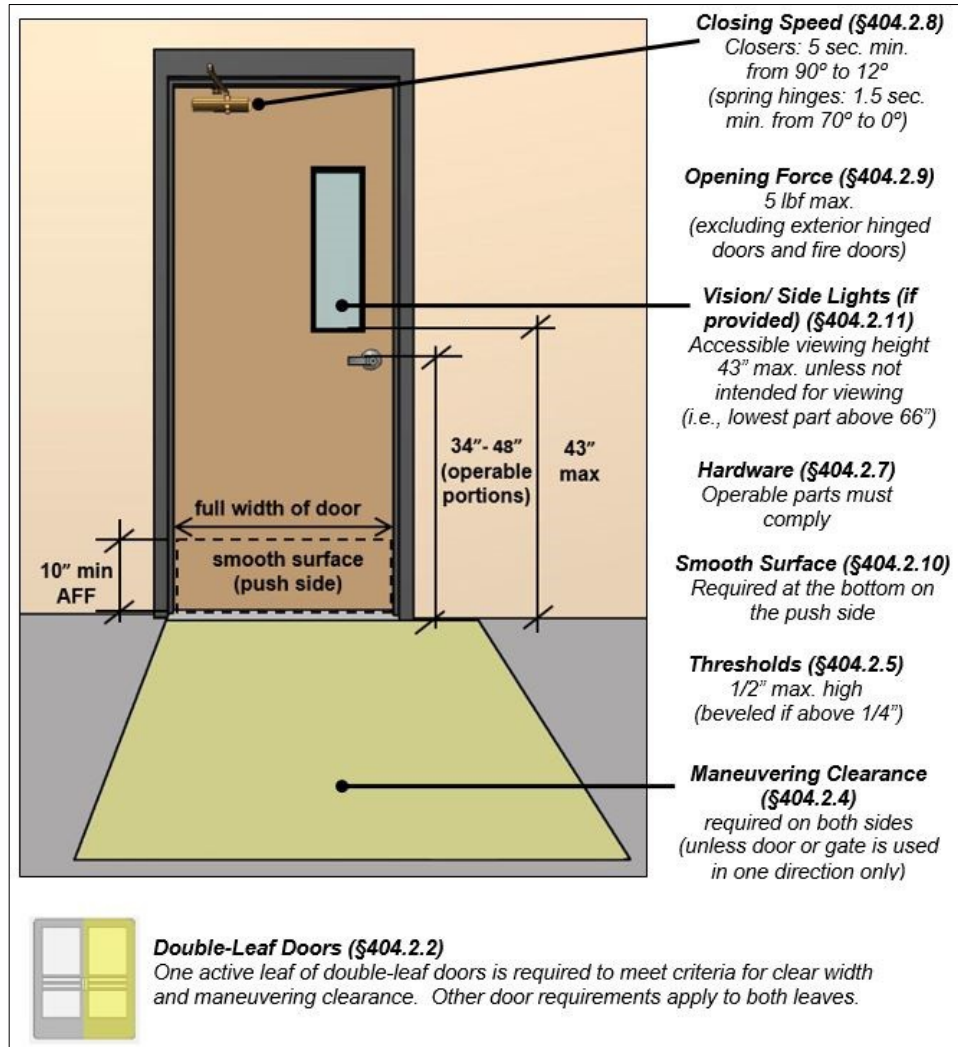 Closing Speed (§404.2.8)
Closers: 5 sec. min.
from 90º to 12º
(spring hinges: 1.5 sec.
min. from 70º to 0º)
Opening Force (§404.2.9)
5 lbf max.
(excluding exterior hinged
doors and fire doors)
Vision/ Side Lights (if
provided) (§404.2.11)
Accessible viewing height
43” max. unless not
intended for viewing
(i.e., lowest part above 66”)
34”- 48”
(operable
portions)
43”
max
Hardware (§404.2.7)
Operable parts must
comply
full width of door
smooth surface
(push side)
10” min
AFF
Smooth Surface (§404.2.10)
Required at the bottom on
the push side
Thresholds (§404.2.5)
1/2” max. high
(beveled if above 1/4”)
Maneuvering Clearance
(§404.2.4)
required on both sides
(unless door or gate is used
in one direction only)
Double-Leaf Doors (§404.2.2)
One active leaf of double-leaf doors is required to meet criteria for clear width
and maneuvering clearance.  Other door requirements apply to both leaves.